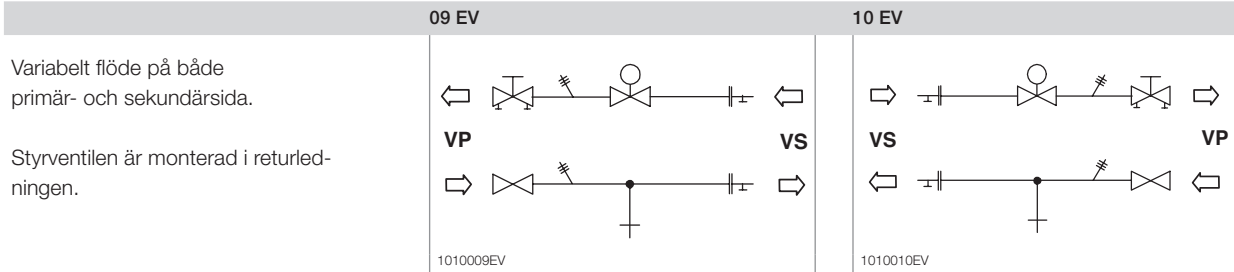 09 EV
10 EV
Variabelt flöde på både
primär- och sekundärsida.
Styrventilen är monterad i returled-
ningen.
VP
VS
VS
VP
1010009EV
1010010EV